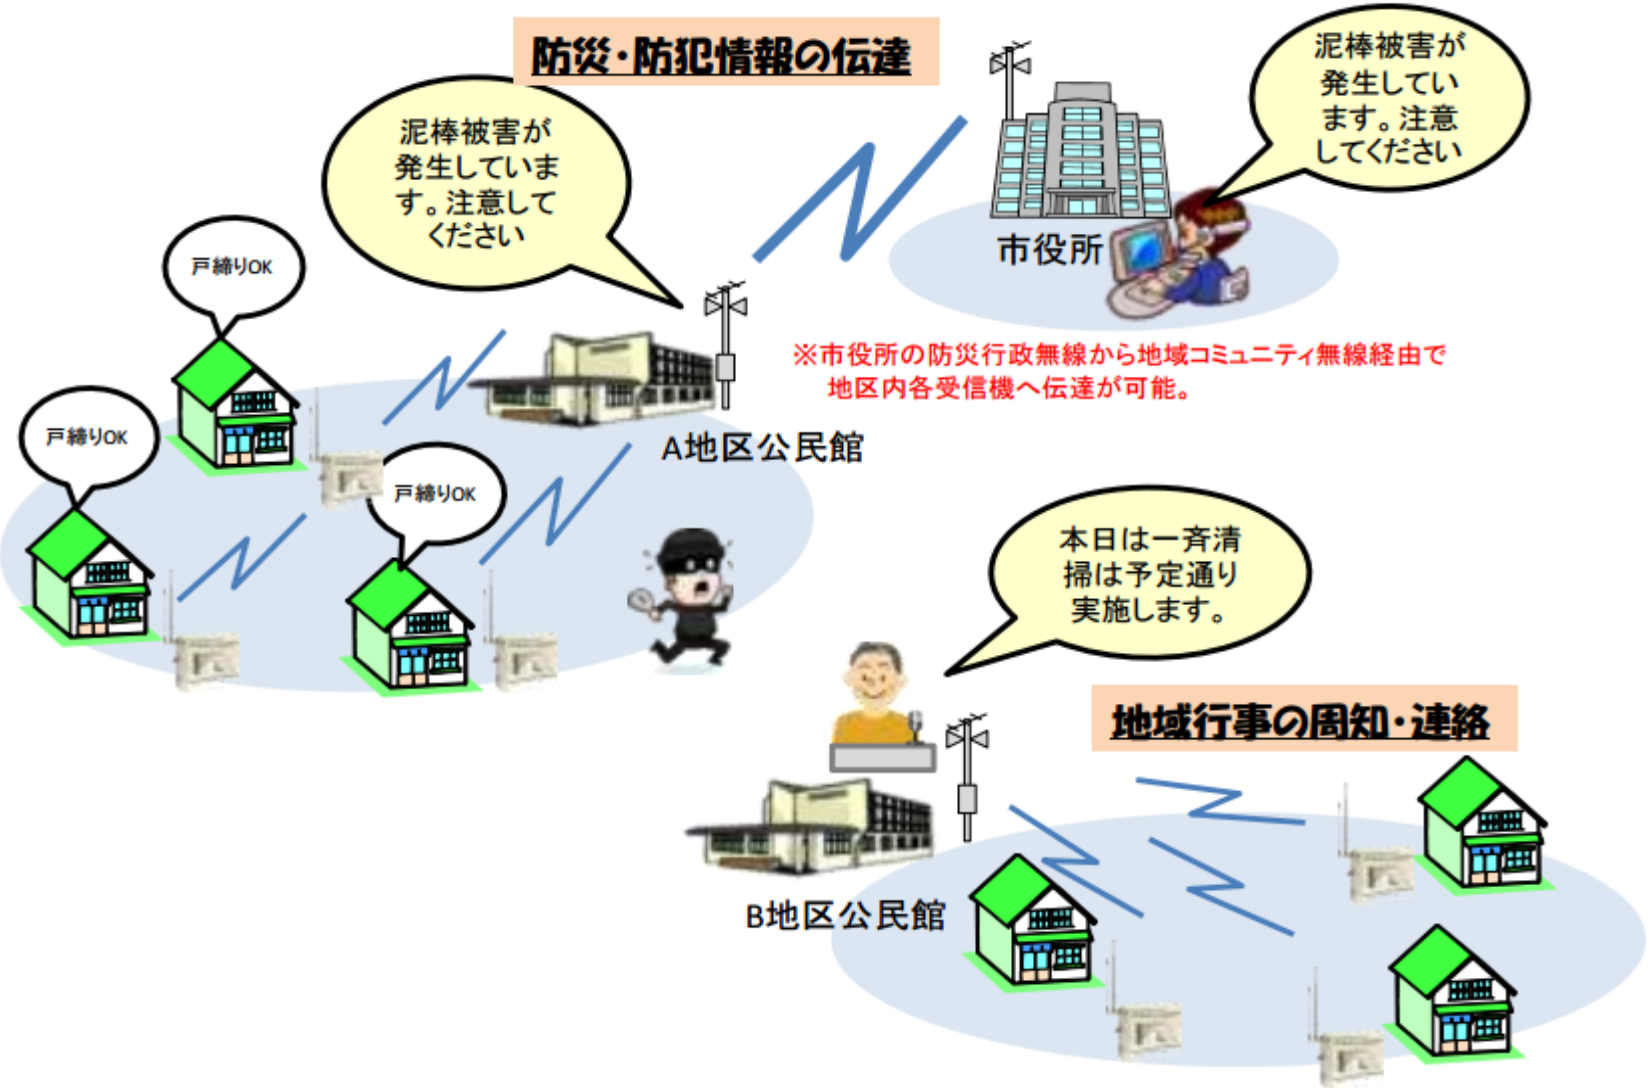 防災・防犯情報の伝達
泥棒被害が
発生してい
ます。注意
してください
泥棒被害が
発生していま
す。注意して
ください
市役所
戸締りOK
※市役所の防災行政無線から地域コミュニティ無線経由で
地区内各受信機へ伝達が可能。
戸締りOK
A地区公民館
戸締りOK
本日は一斉清
掃は予定通り
実施します。
地域行事の周知・連絡
B地区公民館